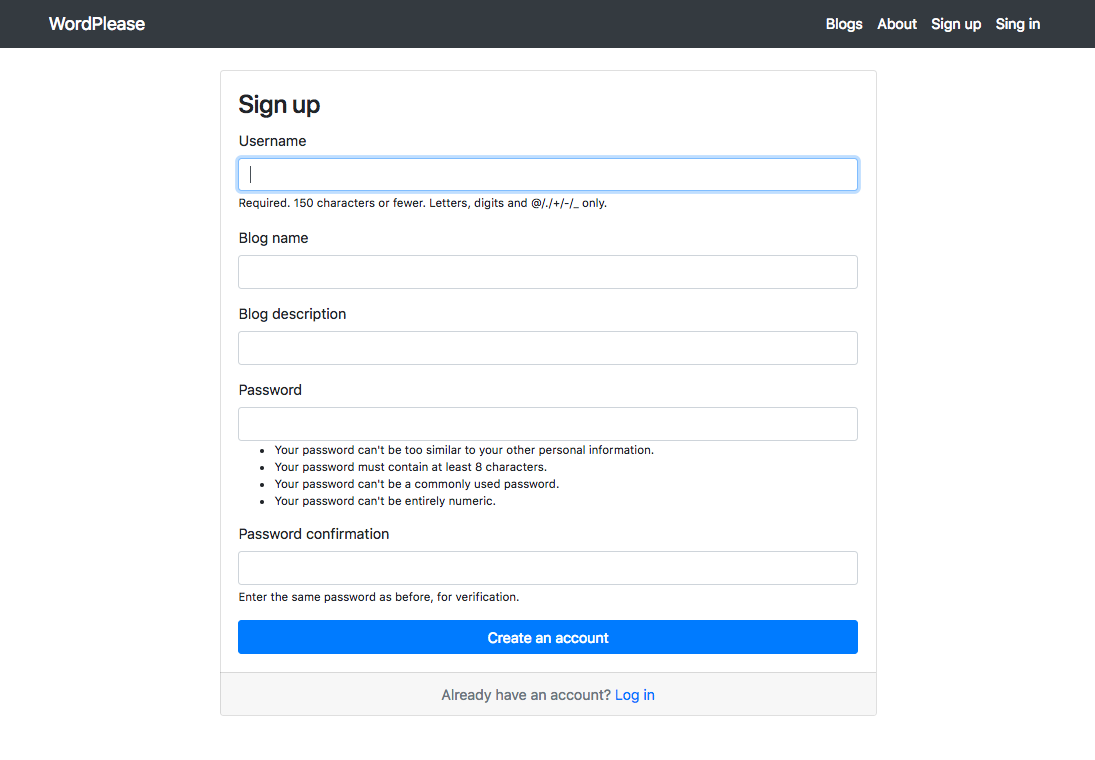 WordPlease
Blogs About Sign up Sing in
Sign up
Username
Required. 150 characters or fewer. Letters, digits and @/./+/-/_ only.
Blog name
Blog description
Password
Your password can't be too similar to your other personal information.
Your password must contain at least 8 characters.
Your password can't be a commonly used password.
Your password can't be entirely numeric.
Password confirmation
Enter the same password as before, for verification.
Create an account
Already have an account? Log in